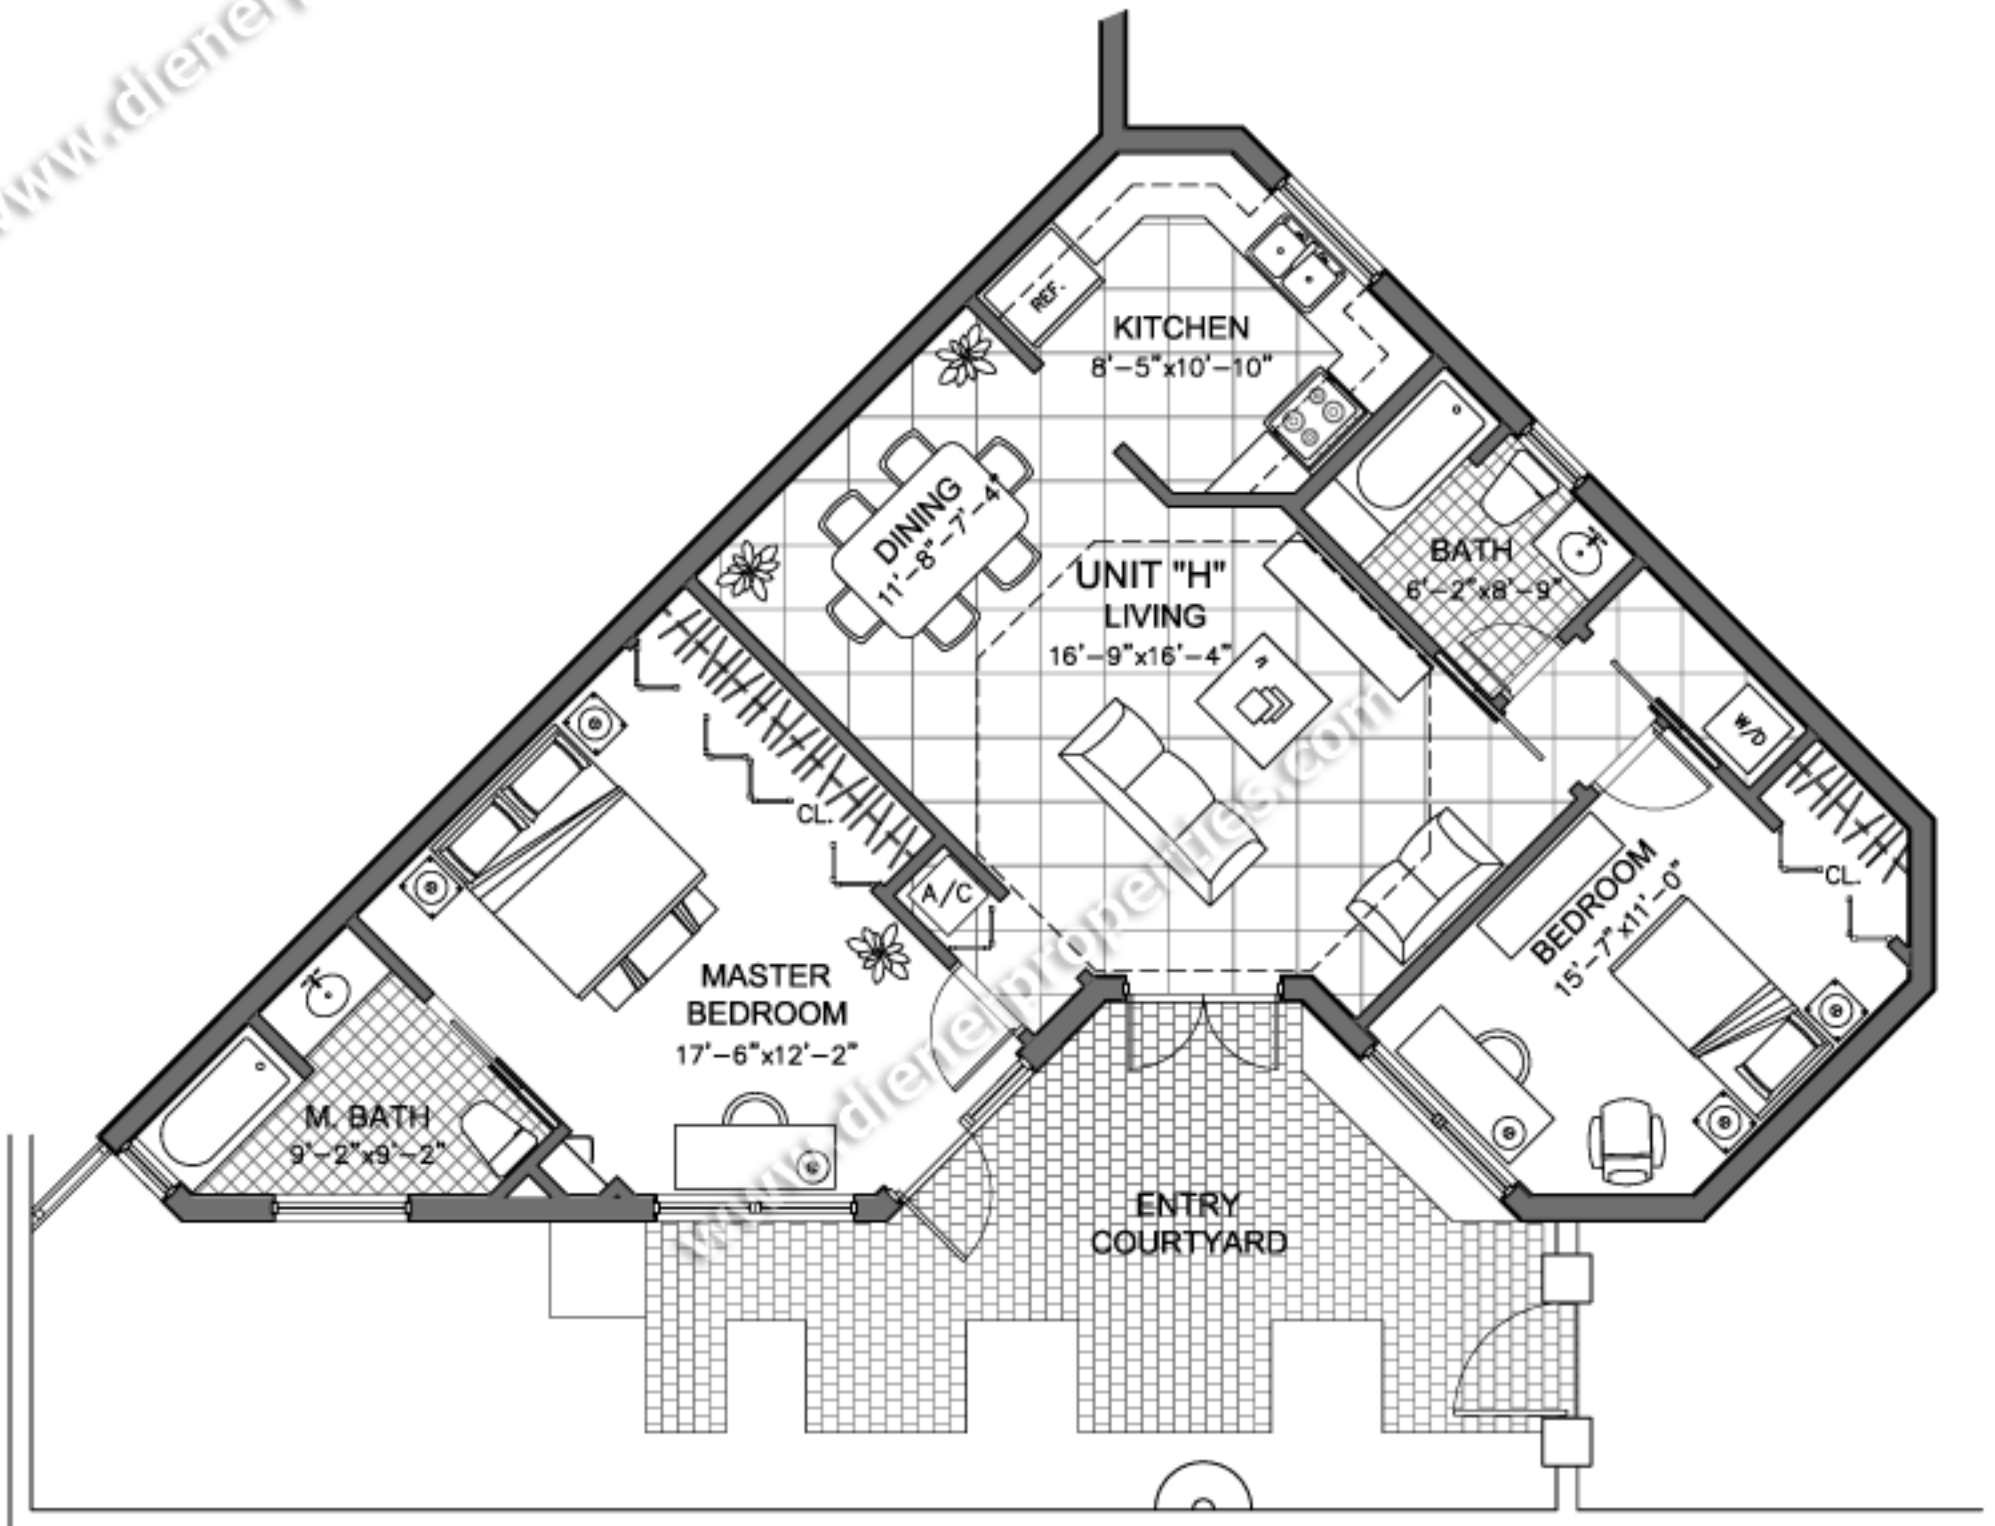 www.diener
KITCHEN
8'-5"x10'-10"
REF.
DINING
11'-8"-7'-4"
UNIT "H"
LIVING
16'-9"x16'-4"
BATH
6'-2"x8'-9"
W/D
CL.
CL.
A/C
BEDROOM
15'-7"x11'-0"
MASTER
BEDROOM
17'-6"x12'-2"
M. BATH
9'-2"x9'-2"
ENTRY
COURTYARD
www.dienerproperties.com